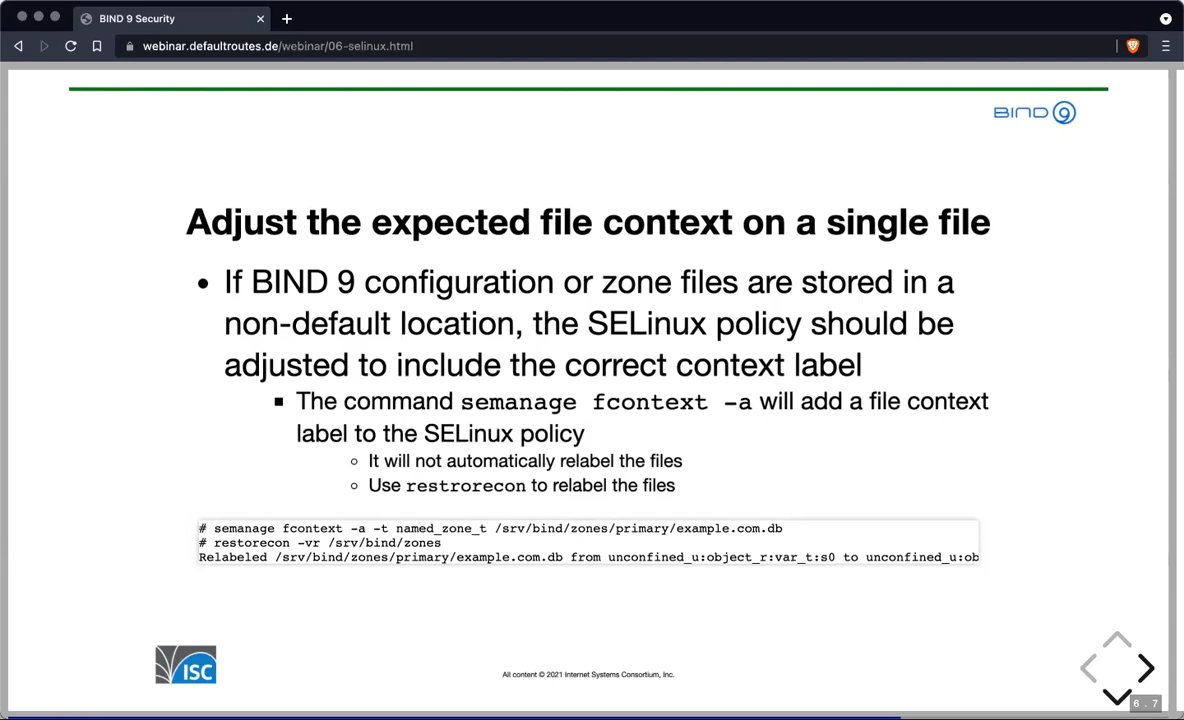 BIND 9 Security
webinar.defaultroutes.de/webinar/06-selinux.html
BIND 9
Adjust the expected file context on a single file
If BIND 9 configuration or zone files are stored in a
non-default location, the SELinux policy should be
adjusted to include the correct context label
The command semanage fcontext -a will add a file context
label to the SELinux policy
It will not automatically relabel the files
Use restrorecon to relabel the files
# semanage fcontext -a -t named_zone_t /srv/bind/zones/primary/example.com.db
# restorecon -vr /srv/bind/zones
Relabeled /srv/bind/zones/primary/example.com.db from unconfined_u:object_r:var_t:s0 to unconfined_u:ob
ISC
All content © 2021 Internet Systems Consortium, Inc.
6 . 7